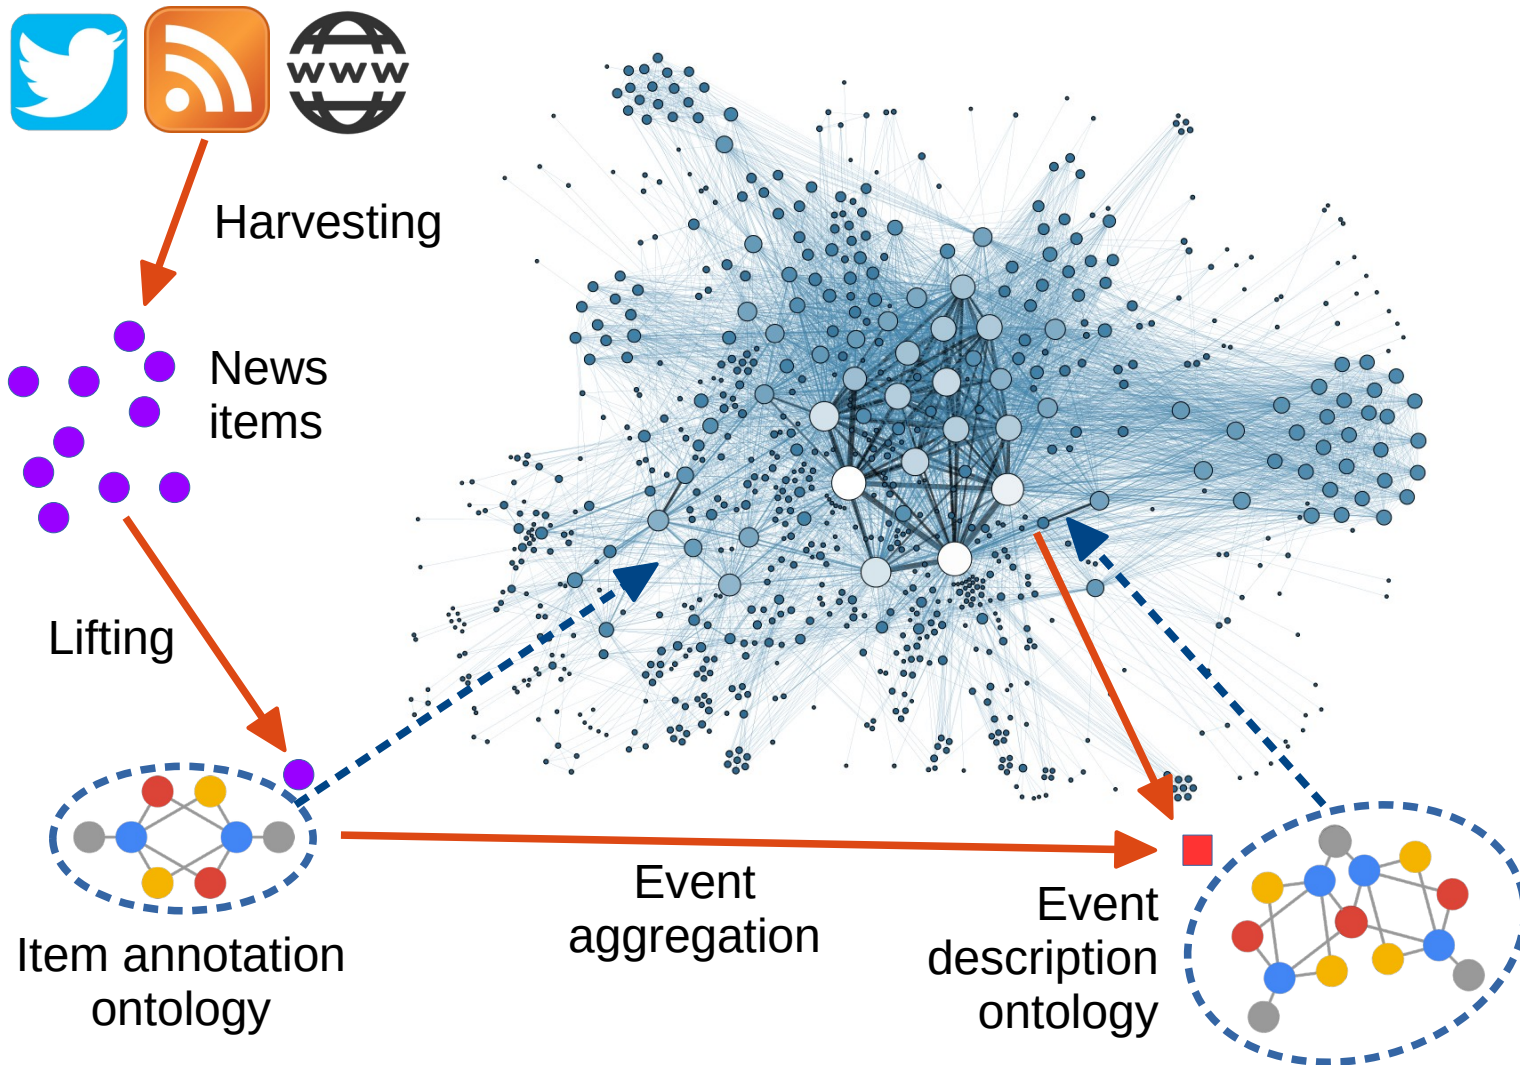 WWW
Harvesting
News
items
Lifting
Item annotation
ontology
Event
aggregation
Event
description
ontology